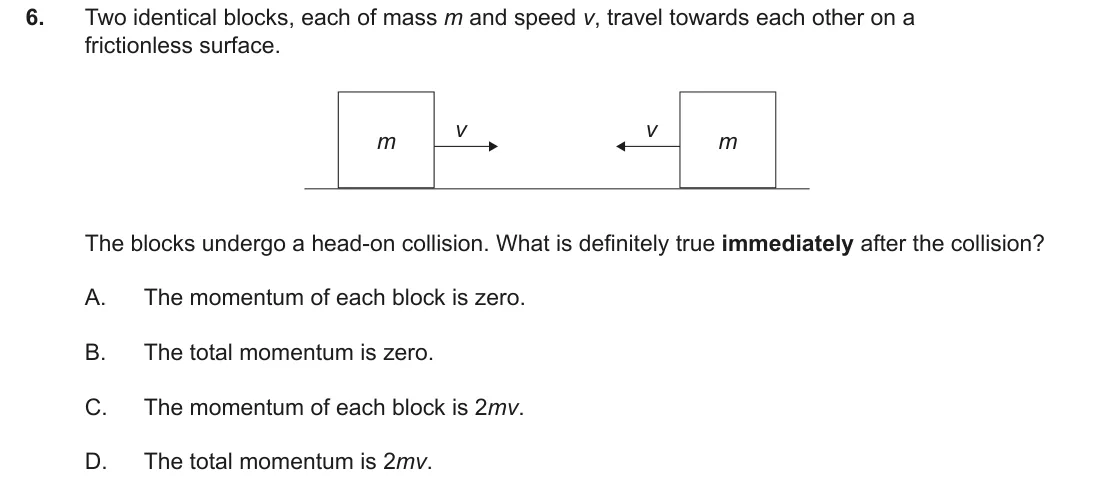 6. Two identical blocks, each of mass m and speed v, travel towards each other on a
frictionless surface.
m v v m
The blocks undergo a head-on collision. What is definitely true immediately after the collision?
A. The momentum of each block is zero.
B. The total momentum is zero.
C. The momentum of each block is 2mv.
D. The total momentum is 2mv.